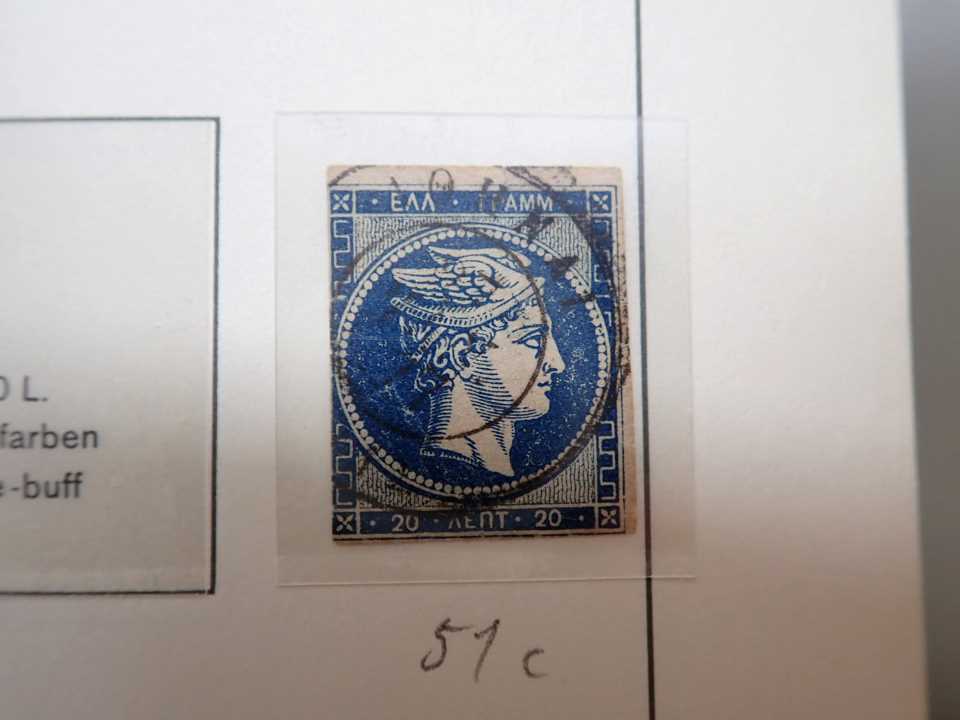 ΕΛΛ · ΓΡΑΜΜ
20 · ΛΕΠΤ · 20 ·
0 L.
farben
e-buff
51c